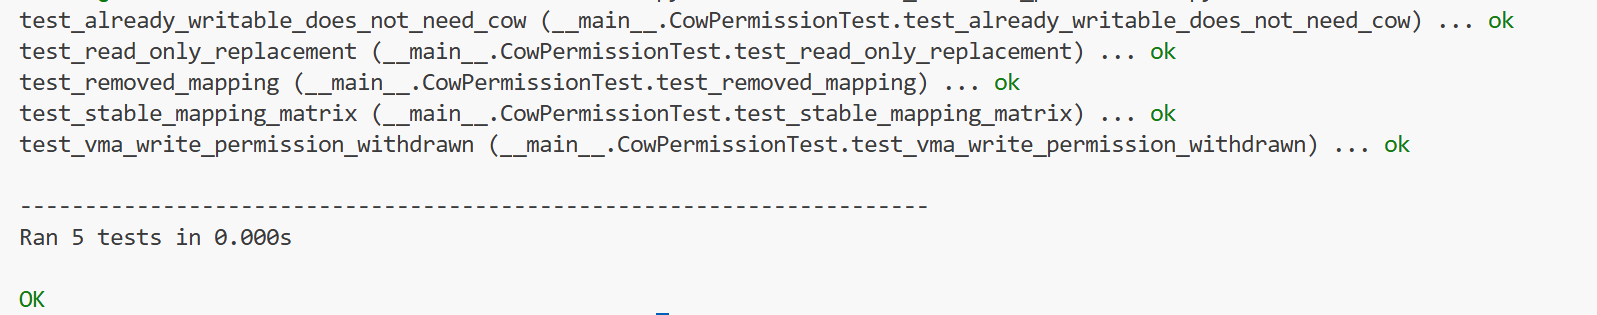 test_already_writable_does_not_need_cow (__main__.CowPermissionTest.test_already_writable_does_not_need_cow) ... ok
test_read_only_replacement (__main__.CowPermissionTest.test_read_only_replacement) ... ok
test_removed_mapping (__main__.CowPermissionTest.test_removed_mapping) ... ok
test_stable_mapping_matrix (__main__.CowPermissionTest.test_stable_mapping_matrix) ... ok
test_vma_write_permission_withdrawn (__main__.CowPermissionTest.test_vma_write_permission_withdrawn) ... ok
----------------------------------------------------------------------
Ran 5 tests in 0.000s
OK